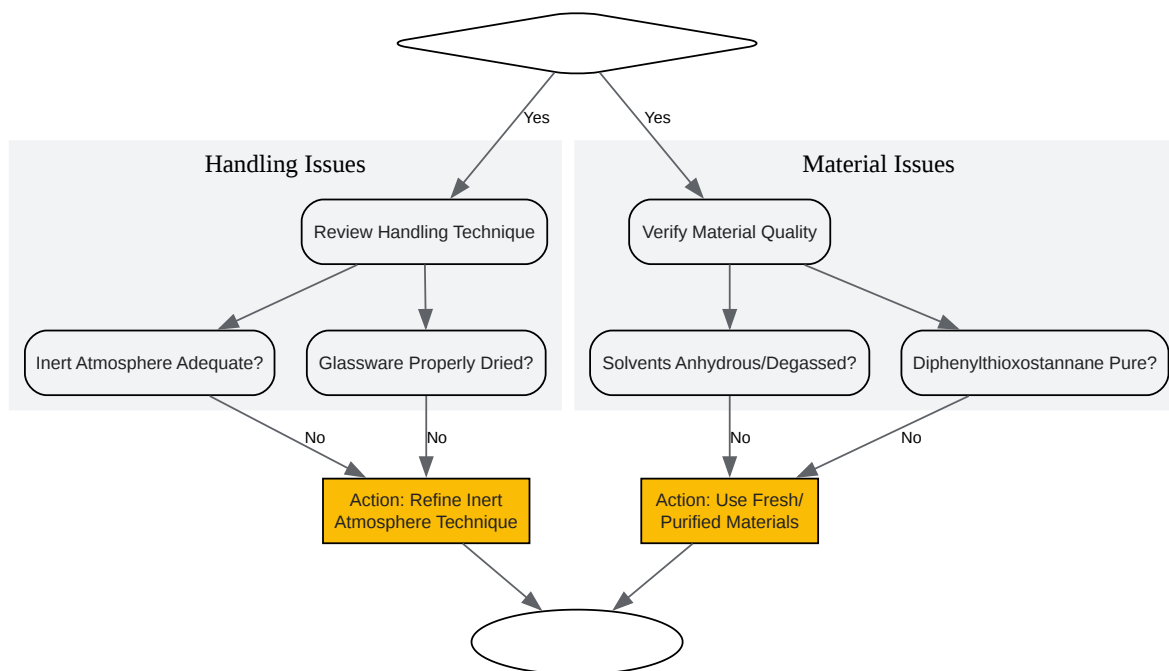 Yes
Yes
Handling Issues
Material Issues
Review Handling Technique
Verify Material Quality
Inert Atmosphere Adequate?
Glassware Properly Dried?
Solvents Anhydrous/Degassed?
Diphenylthioxostannane Pure?
No
No
No
No
Action: Refine Inert
Atmosphere Technique
Action: Use Fresh/
Purified Materials